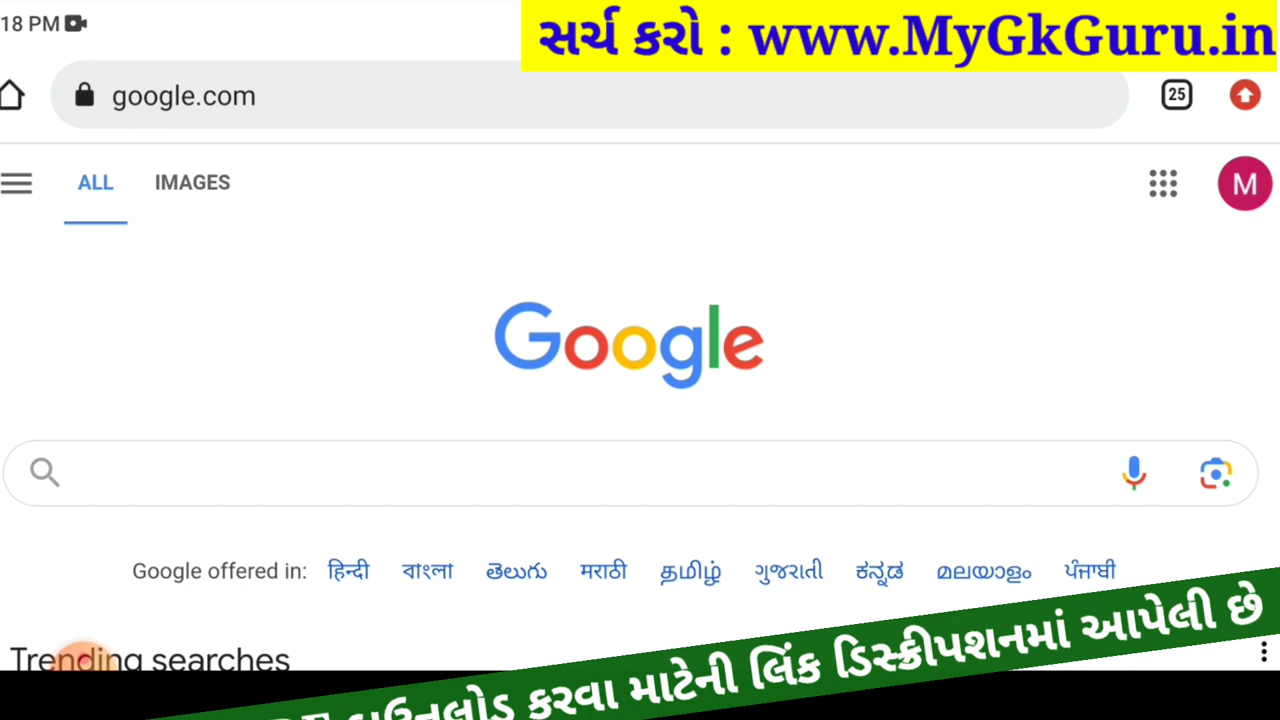 18 PM
સર્ચ કરો : www.MyGkGuru.in
google.com
25
ALL IMAGES
M
Google
Google offered in: हिन्दी বাংলা తెలుగు मराठी தமிழ் ગુજરાતી ಕನ್ನಡ മലയാളം ਪੰਜਾਬੀ
Trending searches
ડાઉનલોડ કરવા માટેની લિંક ડિસ્ક્રીપશનમાં આપેલી છે